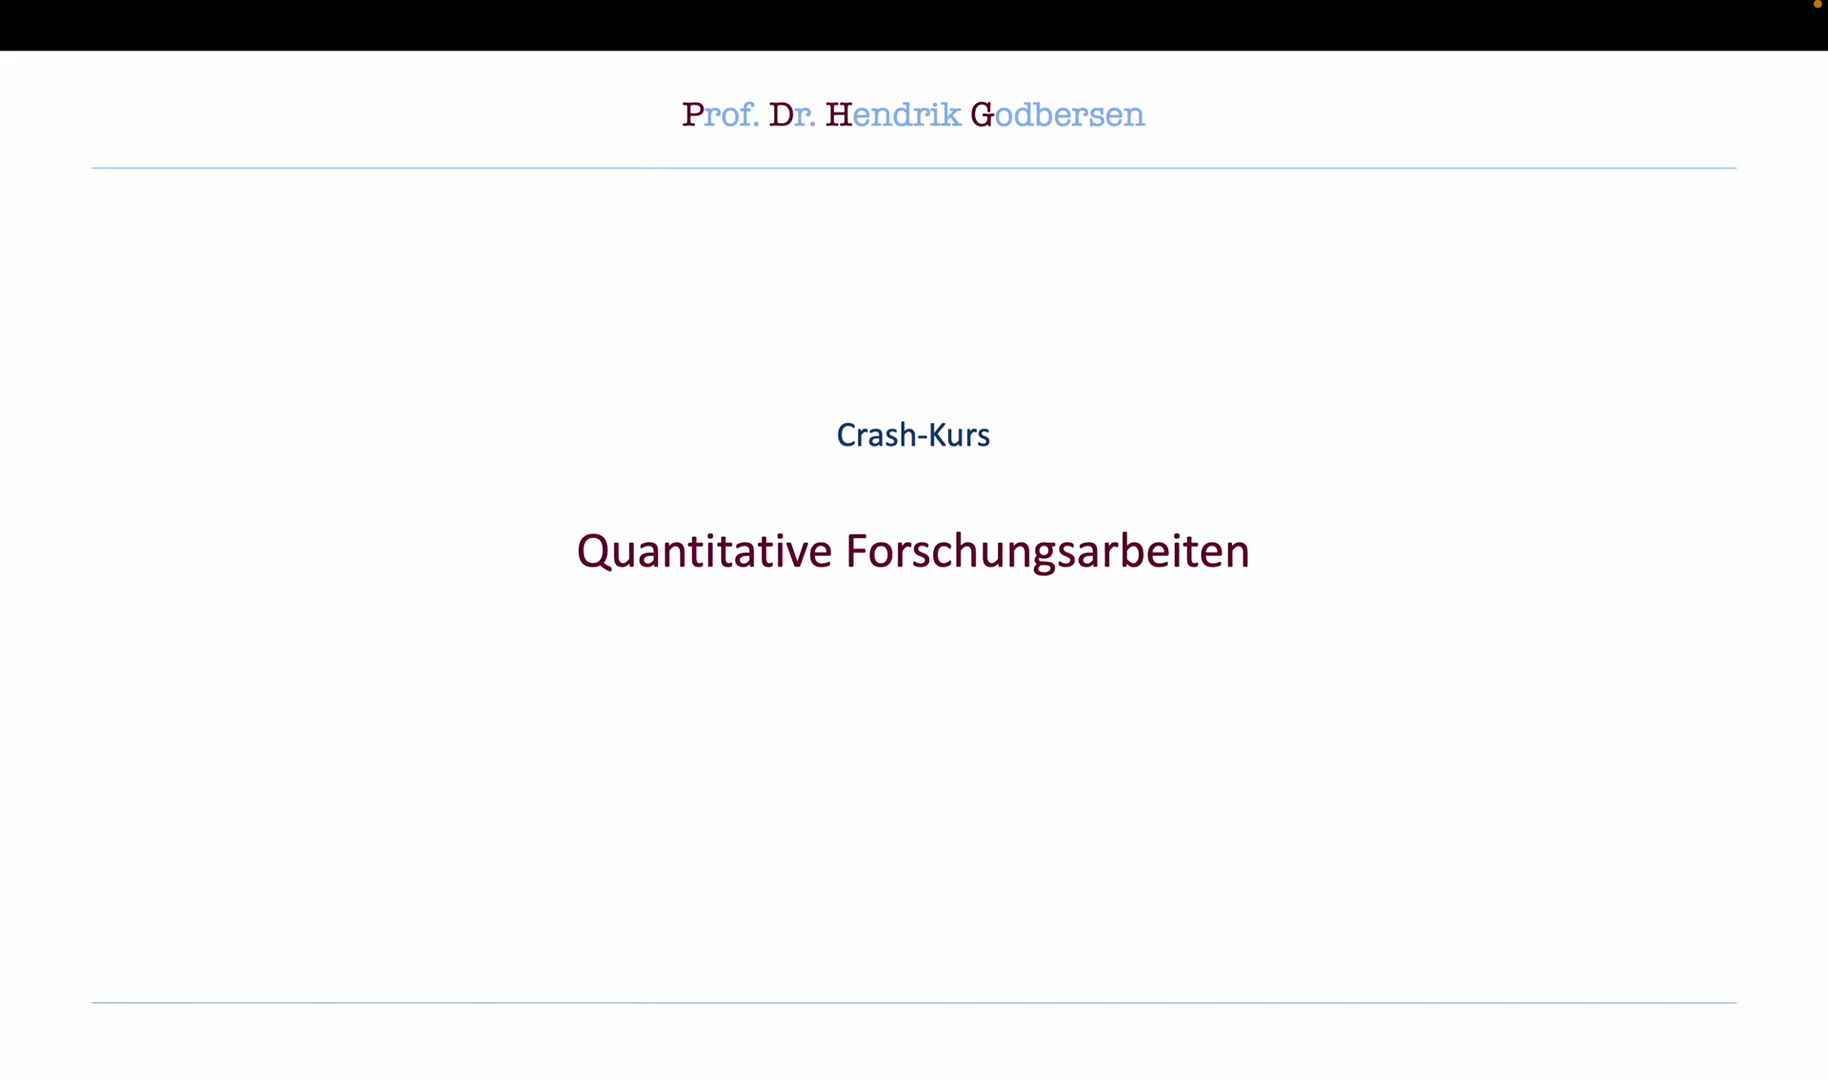 Prof. Dr. Hendrik Godbersen
Crash-Kurs
Quantitative Forschungsarbeiten